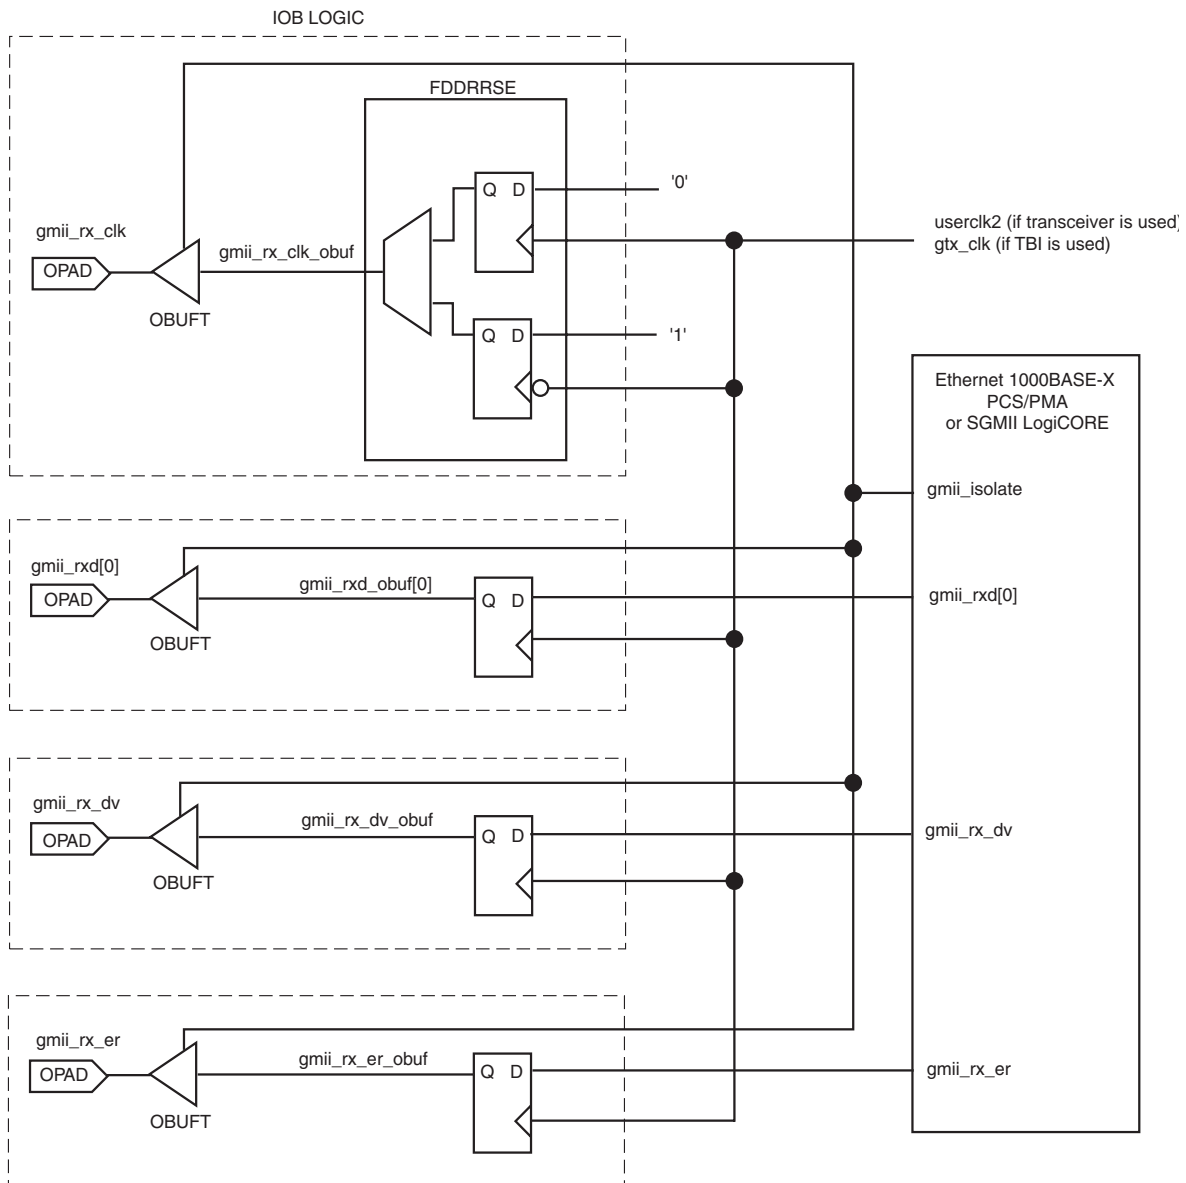 IOB LOGIC
FDDRRSE
Q D
'0'
gmii_rx_clk
gmii_rx_clk_obuf
OPAD
OBUFT
userclk2 (if transceiver is used)
gtx_clk (if TBI is used)
Q D
'1'
Ethernet 1000BASE-X
PCS/PMA
or SGMII LogiCORE
gmii_isolate
gmii_rxd[0]
gmii_rxd_obuf[0]
OPAD
OBUFT
Q D
gmii_rxd[0]
gmii_rx_dv
gmii_rx_dv_obuf
OPAD
OBUFT
Q D
gmii_rx_dv
gmii_rx_er
gmii_rx_er_obuf
OPAD
OBUFT
Q D
gmii_rx_er